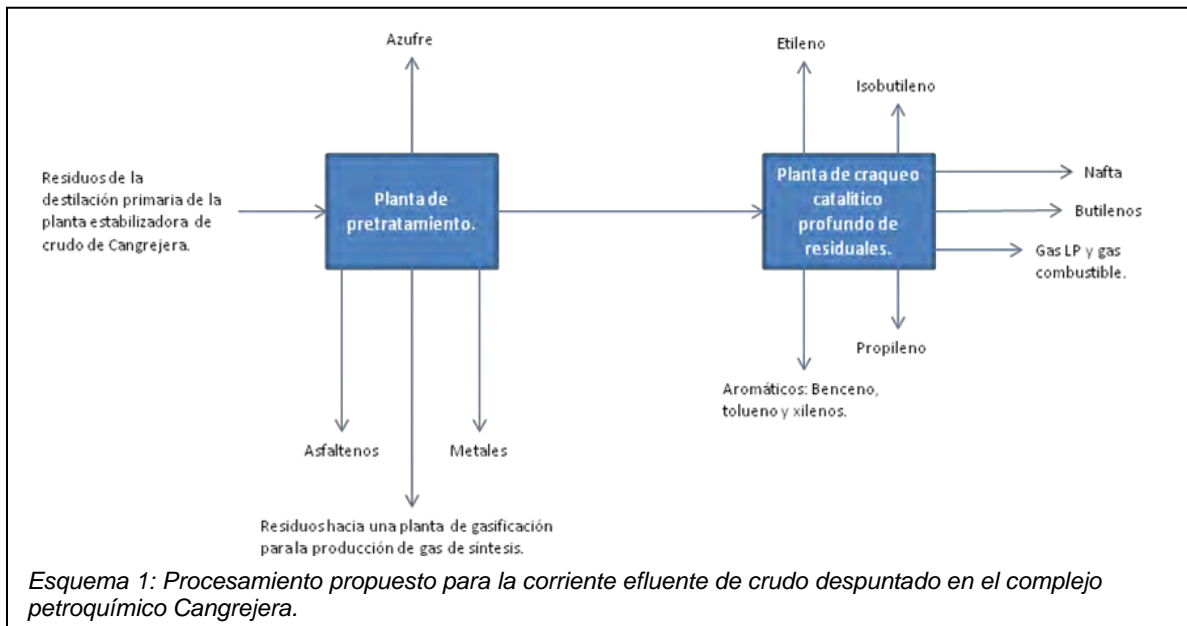 Azufre
Etileno
Isobutileno
Residuos de la
destilación primaria de la
planta estabilizadora de
crudo de Cangrejera.
Planta de
pretratamiento.
Planta de craqueo
catalítico
profundo de
residuales.
Nafta
Butilenos
Gas LP y gas
combustible.
Propileno
Aromáticos: Benceno,
tolueno y xilenos.
Asfaltenos
Metales
Residuos hacia una planta de gasificación
para la producción de gas de síntesis.
Esquema 1: Procesamiento propuesto para la corriente efluente de crudo despuntado en el complejo
petroquímico Cangrejera.